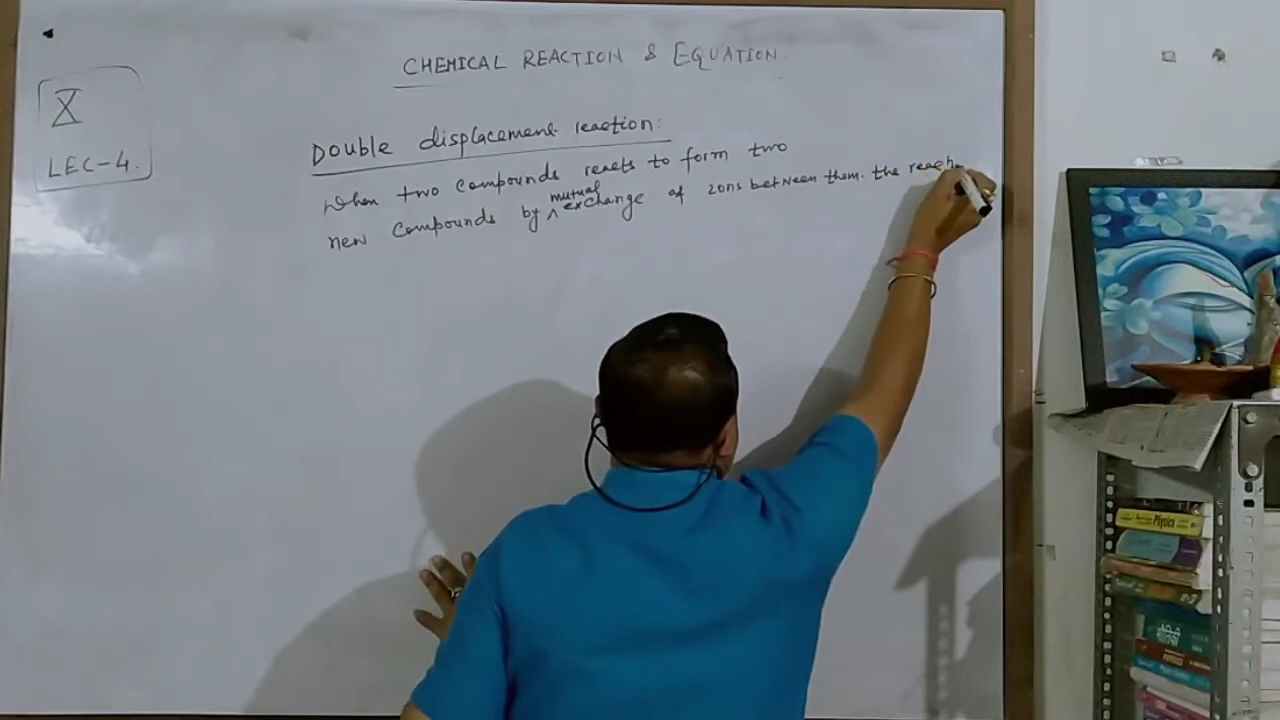 CHEMICAL REACTION & EQUATION.
X
LEC-4.
Double displacement reaction:
When two compounds reacts to form two
new compounds by mutual exchange of ions between them. the reach
Physics
भौतिकी